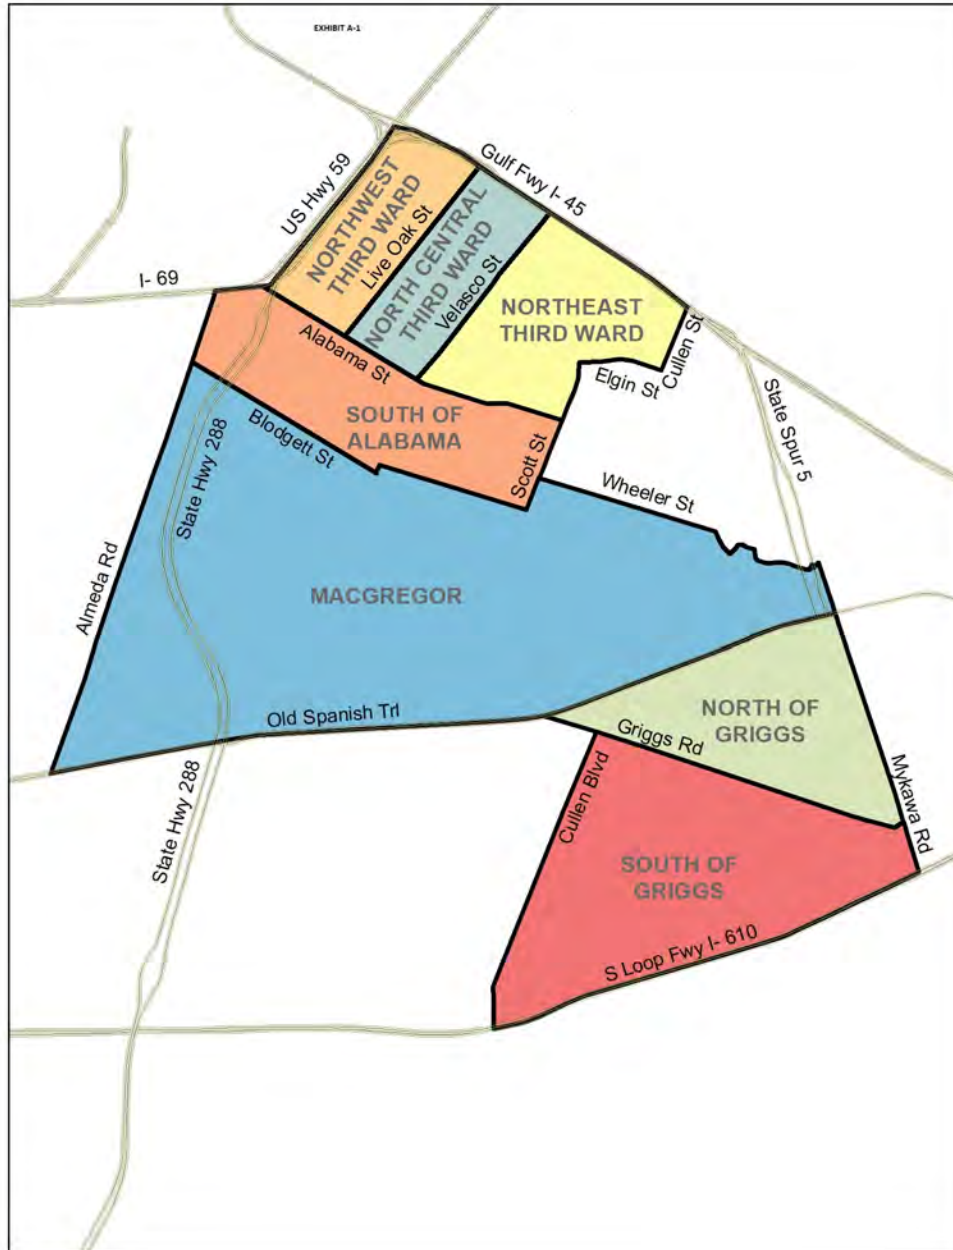 EXHIBIT A-1
US Hwy 59
Gulf Fwy I- 45
NORTHWEST
THIRD WARD
Live Oak St
NORTH CENTRAL
THIRD WARD
Velasco St
I- 69
NORTHEAST
THIRD WARD
Cullen St
Elgin St
Alabama St
State Spur 5
SOUTH OF
ALABAMA
Blodgett St
Scott St
State Hwy 288
Wheeler St
Almeda Rd
MACGREGOR
Old Spanish Trl
NORTH OF
GRIGGS
Griggs Rd
Mykawa Rd
Cullen Blvd
State Hwy 288
SOUTH OF
GRIGGS
S Loop Fwy I- 610